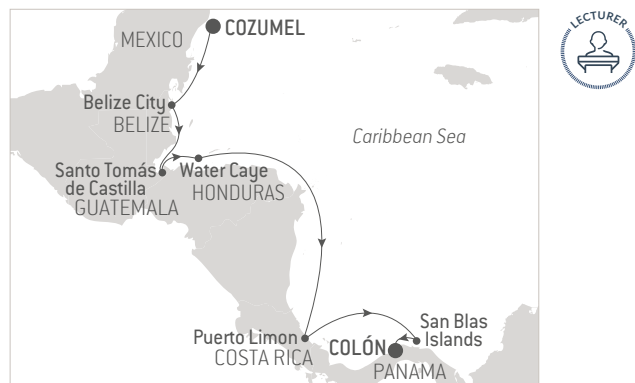 LECTURER
COZUMEL
MEXICO
Belize City
BELIZE
Caribbean Sea
Santo Tomás
de Castilla
GUATEMALA
Water Caye
HONDURAS
Puerto Limon
COSTA RICA
San Blas
Islands
COLÓN
PANAMA